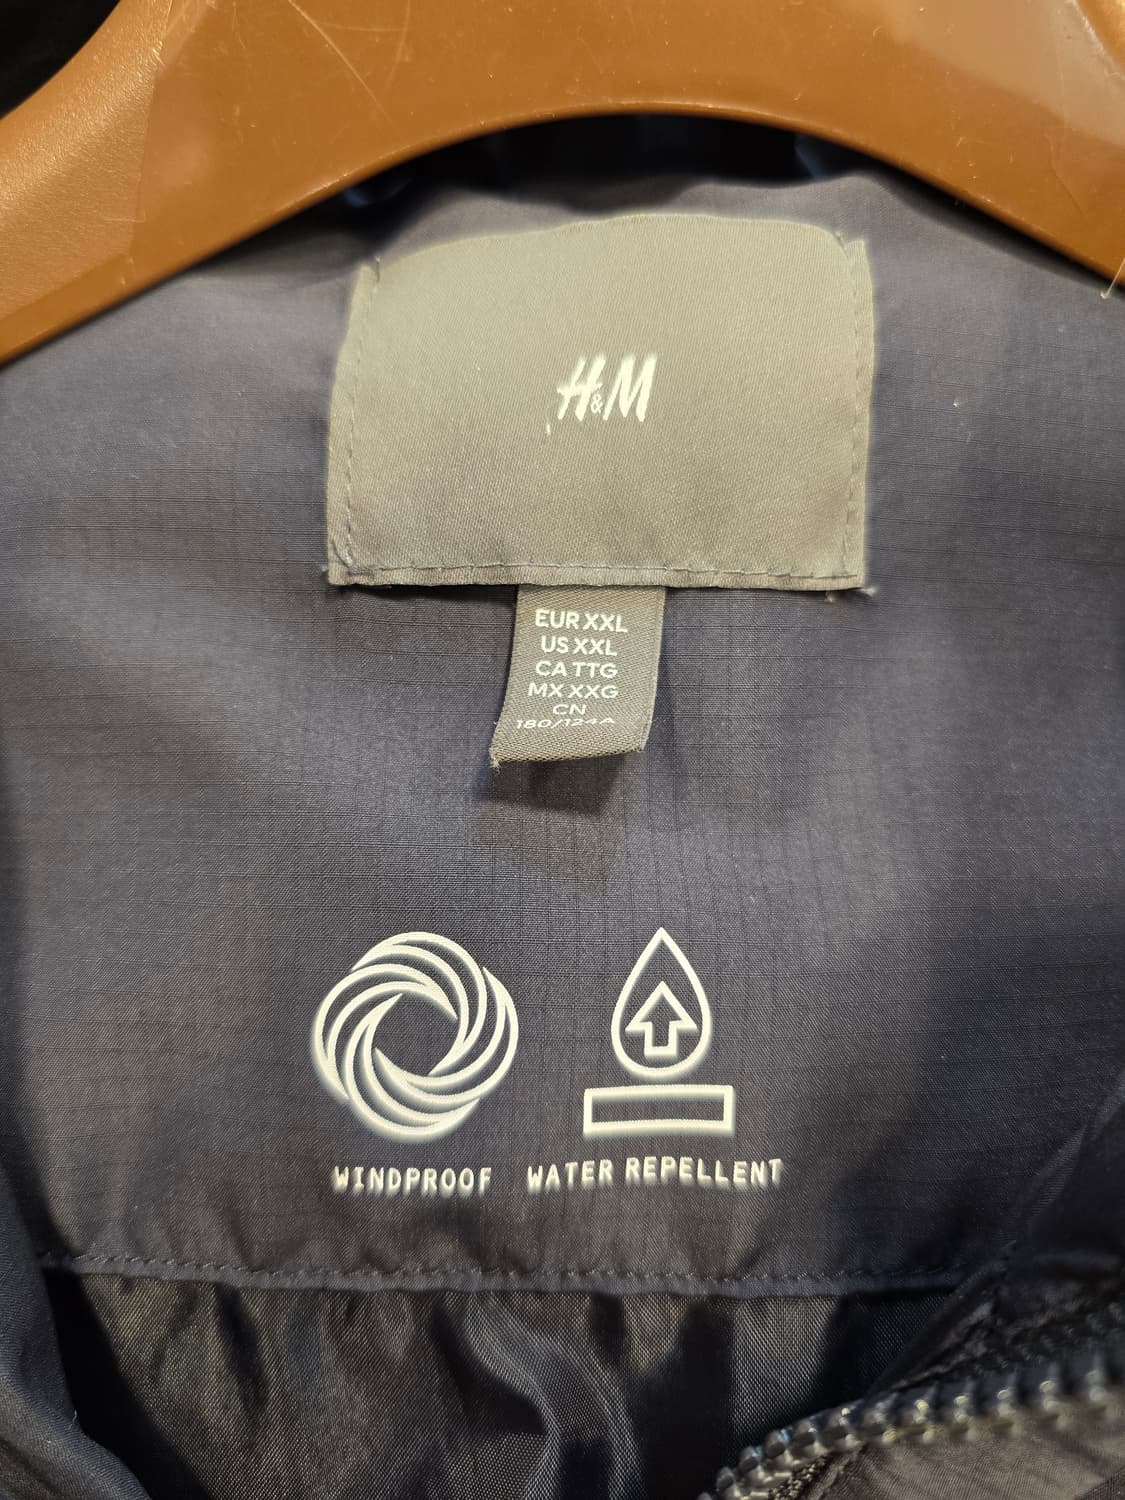 H&M
EUR XXL
US XXL
CA TTG
MX XXG
CN
180/124A
WINDPROOF WATER REPELLENT